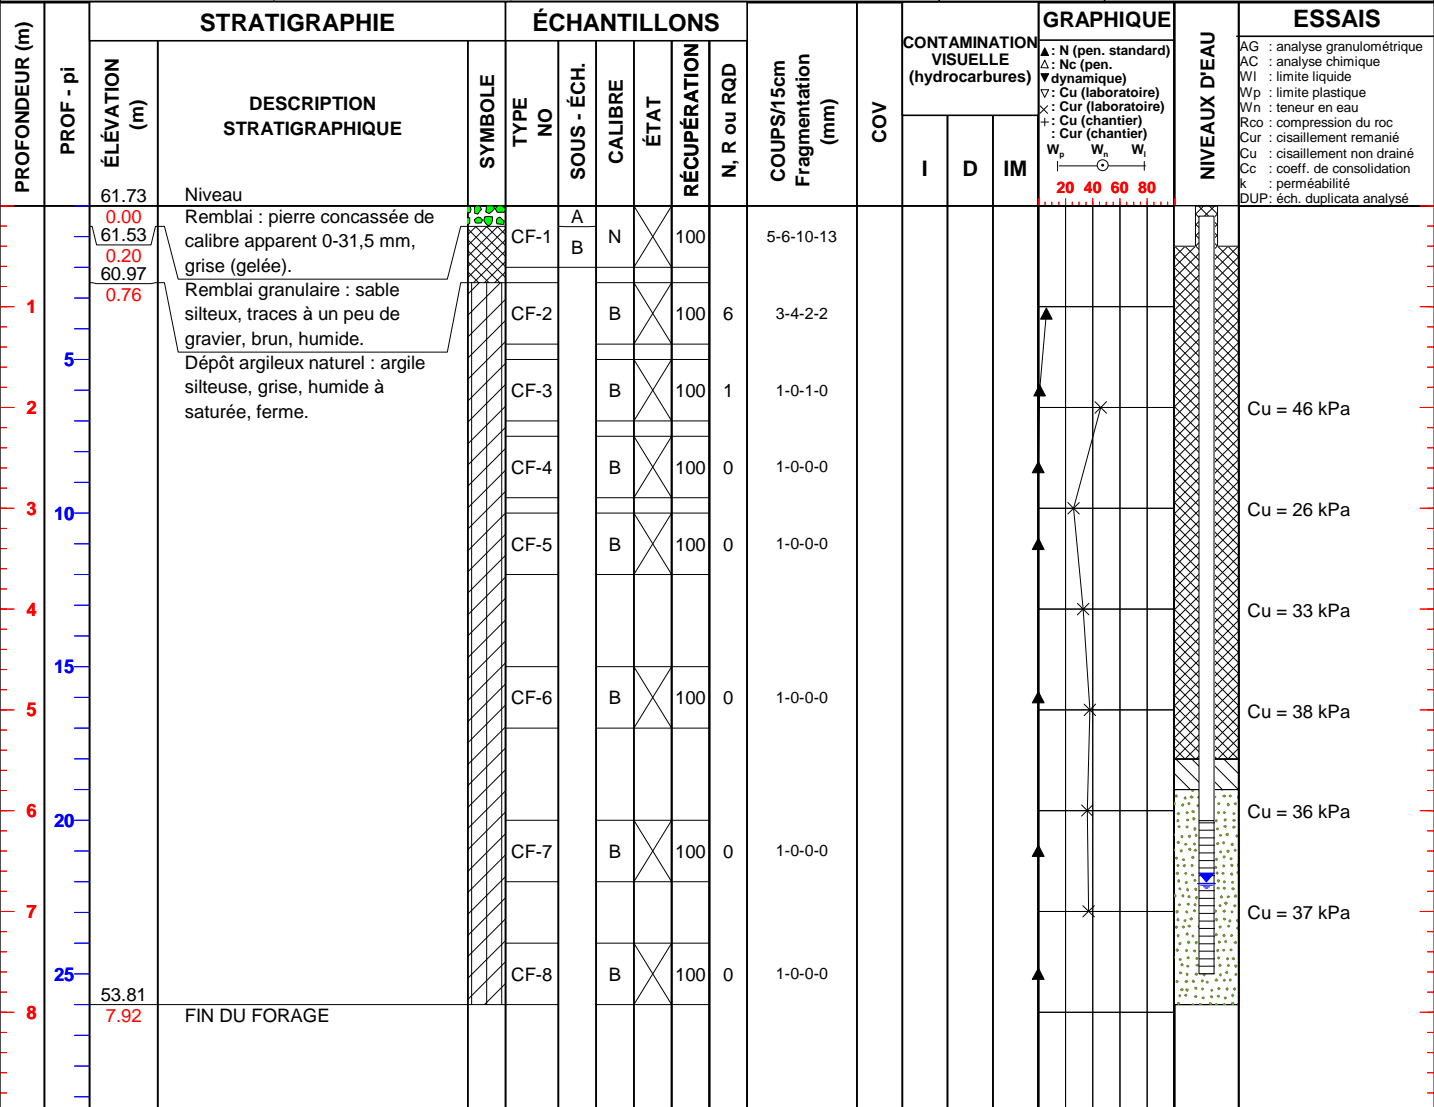 PROFONDEUR (m)
PROF - pi
STRATIGRAPHIE
ÉLÉVATION (m)
DESCRIPTION
STRATIGRAPHIQUE
SYMBOLE
ÉCHANTILLONS
TYPE NO
SOUS - ÉCH.
CALIBRE
ÉTAT
RÉCUPÉRATION
N, R ou RQD
COUPS/15cm
Fragmentation
(mm)
COV
CONTAMINATION
VISUELLE
(hydrocarbures)
I D IM
GRAPHIQUE
▲: N (pen. standard)
△: Nc (pen.
▼dynamique)
▽: Cu (laboratoire)
×: Cur (laboratoire)
+: Cu (chantier)
: Cur (chantier)
Wp Wn Wl
20 40 60 80
NIVEAUX D'EAU
ESSAIS
AG : analyse granulométrique
AC : analyse chimique
Wl : limite liquide
Wp : limite plastique
Wn : teneur en eau
Rco : compression du roc
Cur : cisaillement remanié
Cu : cisaillement non drainé
Cc : coeff. de consolidation
k : perméabilité
DUP: éch. duplicata analysé
61.73 Niveau
0.00 Remblai : pierre concassée de
61.53 calibre apparent 0-31,5 mm,
0.20 grise (gelée).
60.97
0.76 Remblai granulaire : sable
silteux, traces à un peu de
gravier, brun, humide.
Dépôt argileux naturel : argile
silteuse, grise, humide à
saturée, ferme.
CF-1 A B N 100 5-6-10-13
1
CF-2 B 100 6 3-4-2-2
5
CF-3 B 100 1 1-0-1-0
2 Cu = 46 kPa
CF-4 B 100 0 1-0-0-0
3 10 Cu = 26 kPa
CF-5 B 100 0 1-0-0-0
4 Cu = 33 kPa
15
CF-6 B 100 0 1-0-0-0
5 Cu = 38 kPa
6 20 Cu = 36 kPa
CF-7 B 100 0 1-0-0-0
7 Cu = 37 kPa
25 CF-8 B 100 0 1-0-0-0
53.81
8 7.92 FIN DU FORAGE